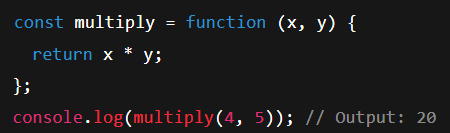 const multiply = function (x, y) {
  return x * y;
};
console.log(multiply(4, 5)); // Output: 20